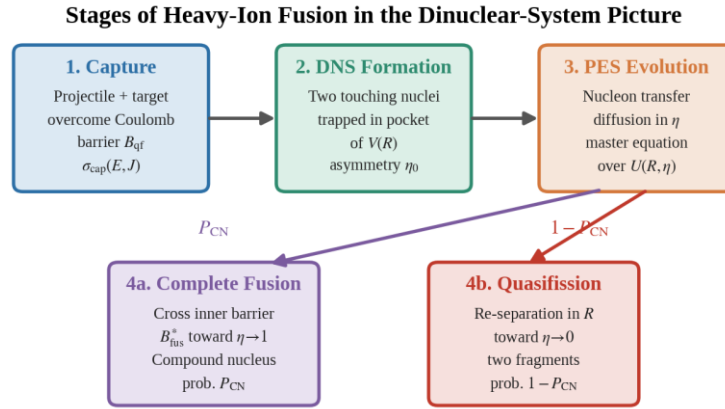 Stages of Heavy-Ion Fusion in the Dinuclear-System Picture
1. Capture
Projectile + target
overcome Coulomb
barrier B_qf
σ_cap(E, J)
2. DNS Formation
Two touching nuclei
trapped in pocket
of V(R)
asymmetry η₀
3. PES Evolution
Nucleon transfer
diffusion in η
master equation
over U(R, η)
P_CN
1 − P_CN
4a. Complete Fusion
Cross inner barrier
B*_fus toward η→1
Compound nucleus
prob. P_CN
4b. Quasifission
Re-separation in R
toward η→0
two fragments
prob. 1 − P_CN